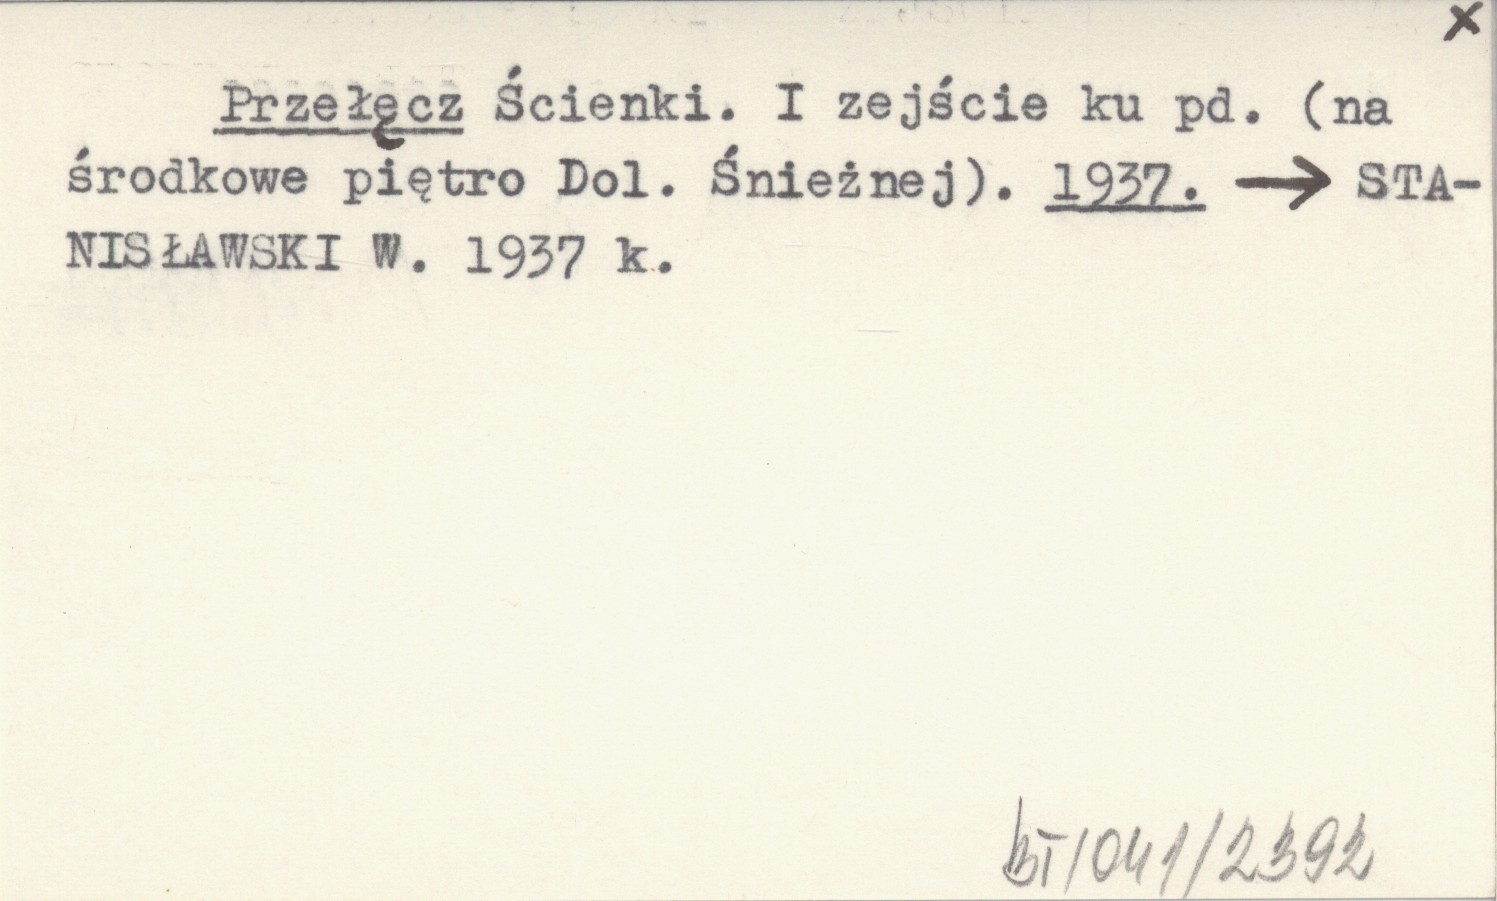 x
Przełęcz Ścienki. I zejście ku pd. (na
środkowe piętro Dol. Śnieżnej). 1937. → STA-
NISŁAWSKI W. 1937 k.
BT/041/2392